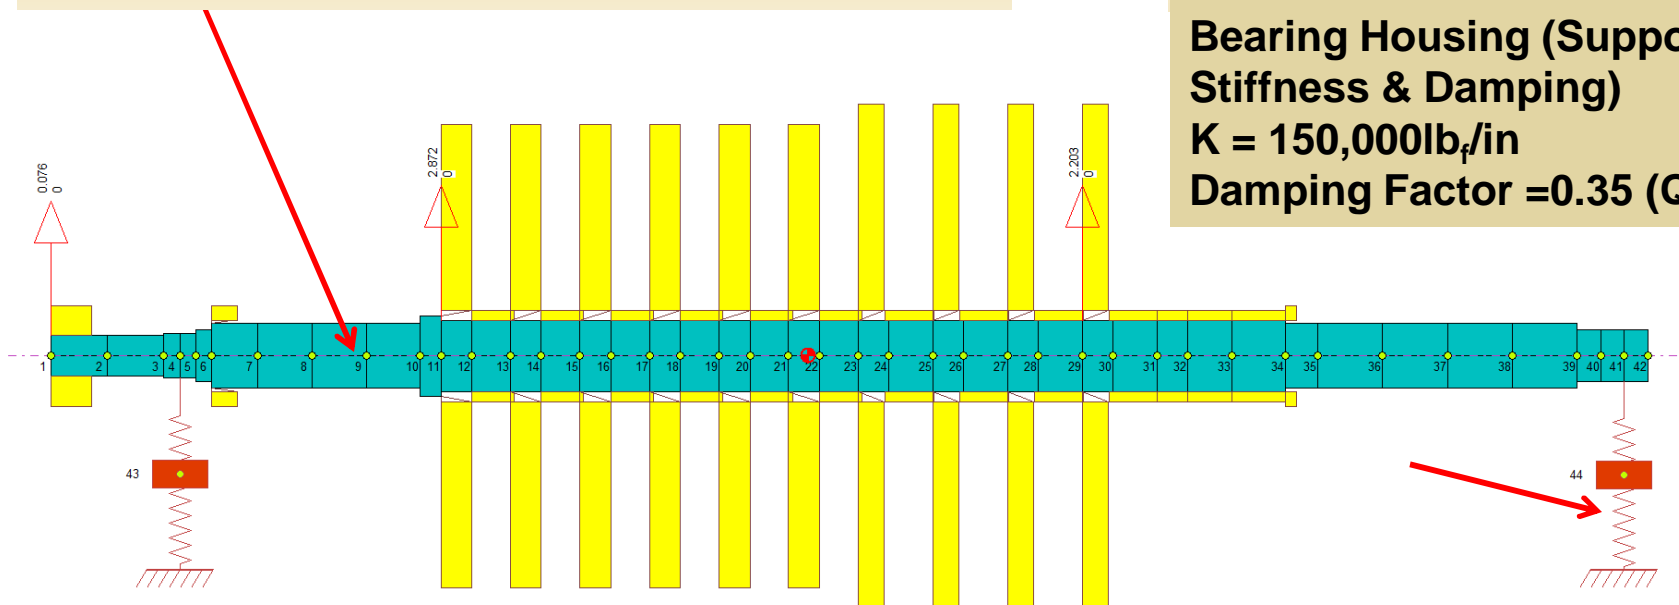 Bearing Housing (Suppo
Stiffness & Damping)
K = 150,000lbf/in
Damping Factor =0.35 (Q
0.076
0
2.872
0
2.203
0
1 2 3 4 5 6 7 8 9 10 11 12 13 14 15 16 17 18 19 20 21 22 23 24 25 26 27 28 29 30 31 32 33 34 35 36 37 38 39 40 41 42
43
44